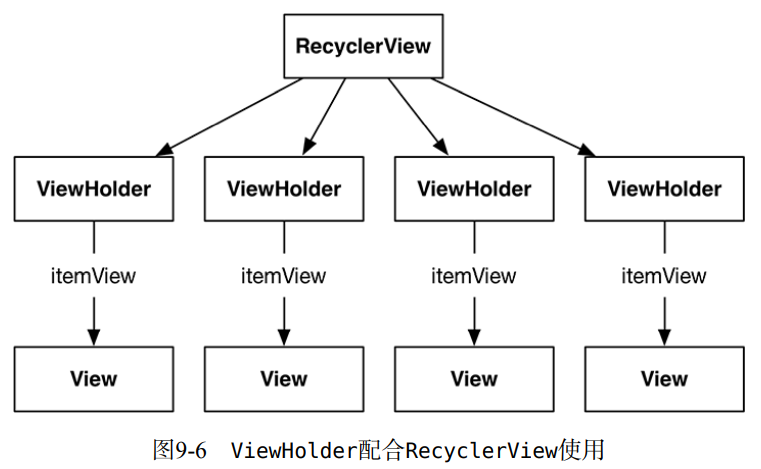 RecyclerView
ViewHolder ViewHolder ViewHolder ViewHolder
itemView itemView itemView itemView
View View View View
图9-6 ViewHolder配合RecyclerView使用